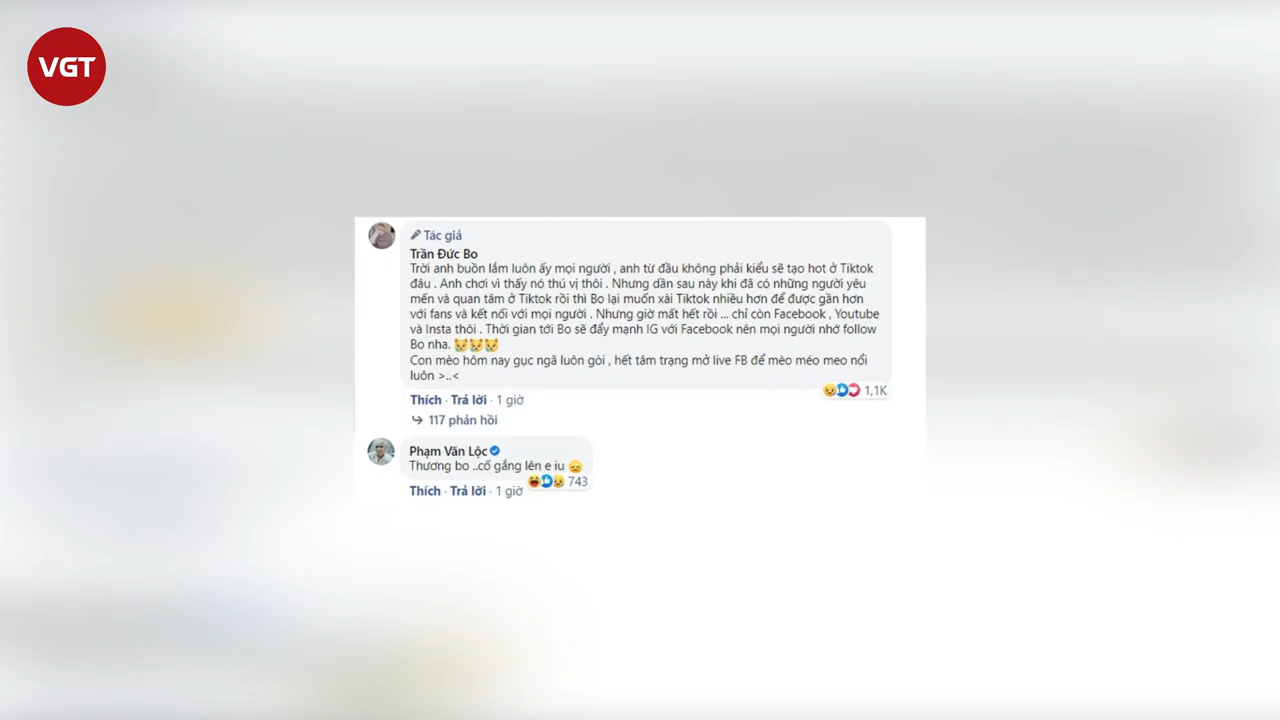 VGT
Tác giả
Trần Đức Bo
Trời anh buồn lắm luôn ấy mọi người , anh từ đầu không phải kiểu sẽ tạo hot ở Tiktok
đâu . Anh chơi vì thấy nó thú vị thôi . Nhưng dần sau này khi đã có những người yêu
mến và quan tâm ở Tiktok rồi thì Bo lại muốn xài Tiktok nhiều hơn để được gần hơn
với fans và kết nối với mọi người . Nhưng giờ mất hết rồi ... chỉ còn Facebook , Youtube
và Insta thôi . Thời gian tới Bo sẽ đẩy mạnh IG với Facebook nên mọi người nhớ follow
Bo nha. 😿😿😿
Con mèo hôm nay gục ngã luôn gòi , hết tâm trạng mở live FB để mèo méo meo nổi
luôn >..<
1,1K
Thích · Trả lời · 1 giờ
117 phản hồi
Phạm Văn Lộc
Thương bo ..cố gắng lên e iu 😞
743
Thích · Trả lời · 1 giờ